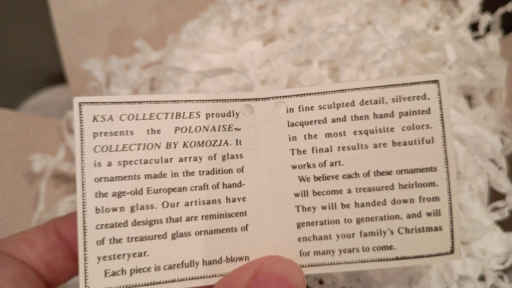 KSA COLLECTIBLES proudly
presents the POLONAISE™
COLLECTION BY KOMOZJA. It
is a spectacular array of glass
ornaments made in the tradition of
the age-old European craft of hand-
blown glass. Our artisans have
created designs that are reminiscent
of the treasured glass ornaments of
yesteryear.
Each piece is carefully hand-blown
in fine sculpted detail, silvered,
lacquered and then hand painted
in the most exquisite colors.
The final results are beautiful
works of art.
We believe each of these ornaments
will become a treasured heirloom.
They will be handed down from
generation to generation, and will
enchant your family's Christmas
for many years to come.